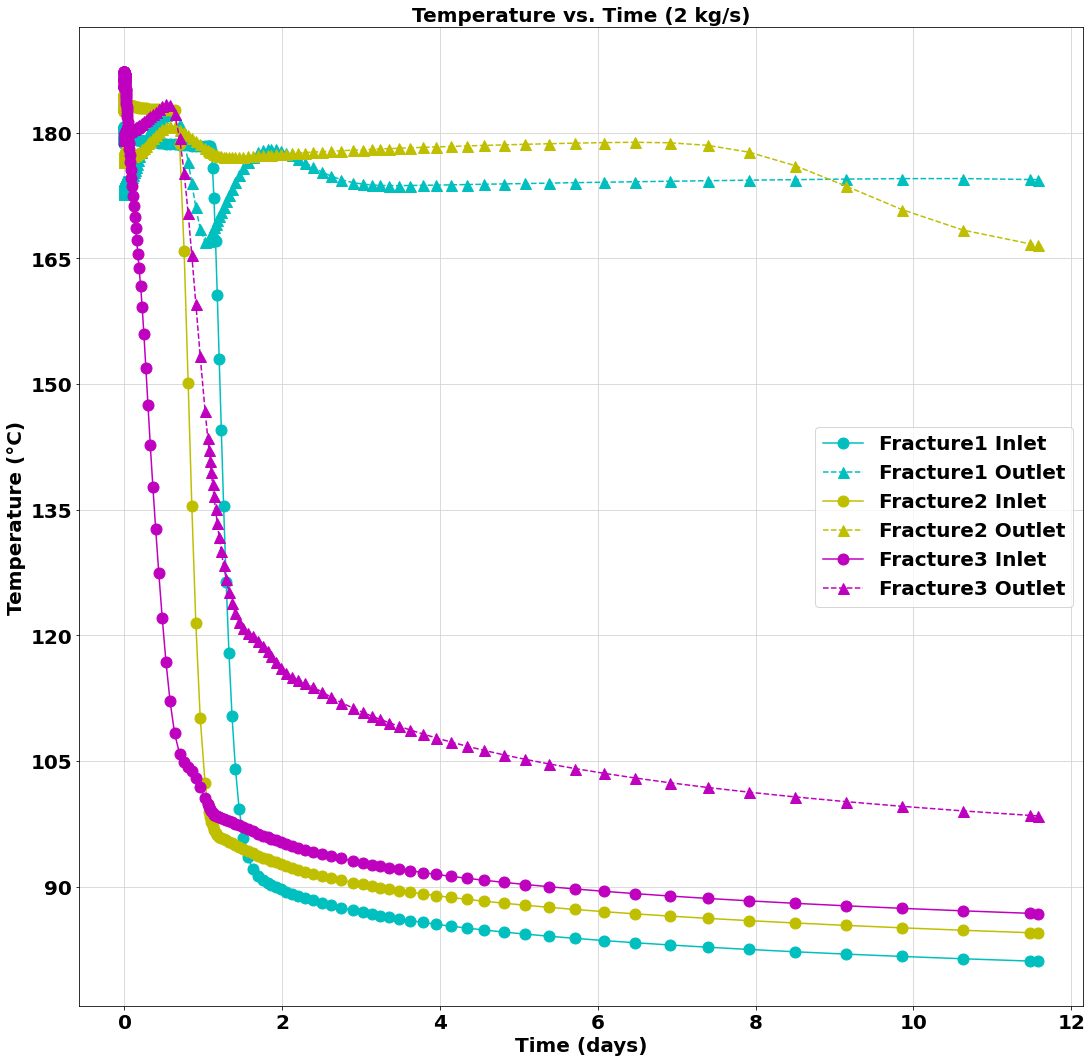 Temperature vs. Time (2 kg/s)
Temperature (°C)
180
165
150
135
120
105
90
Fracture1 Inlet
Fracture1 Outlet
Fracture2 Inlet
Fracture2 Outlet
Fracture3 Inlet
Fracture3 Outlet
0 2 4 6 8 10 12
Time (days)